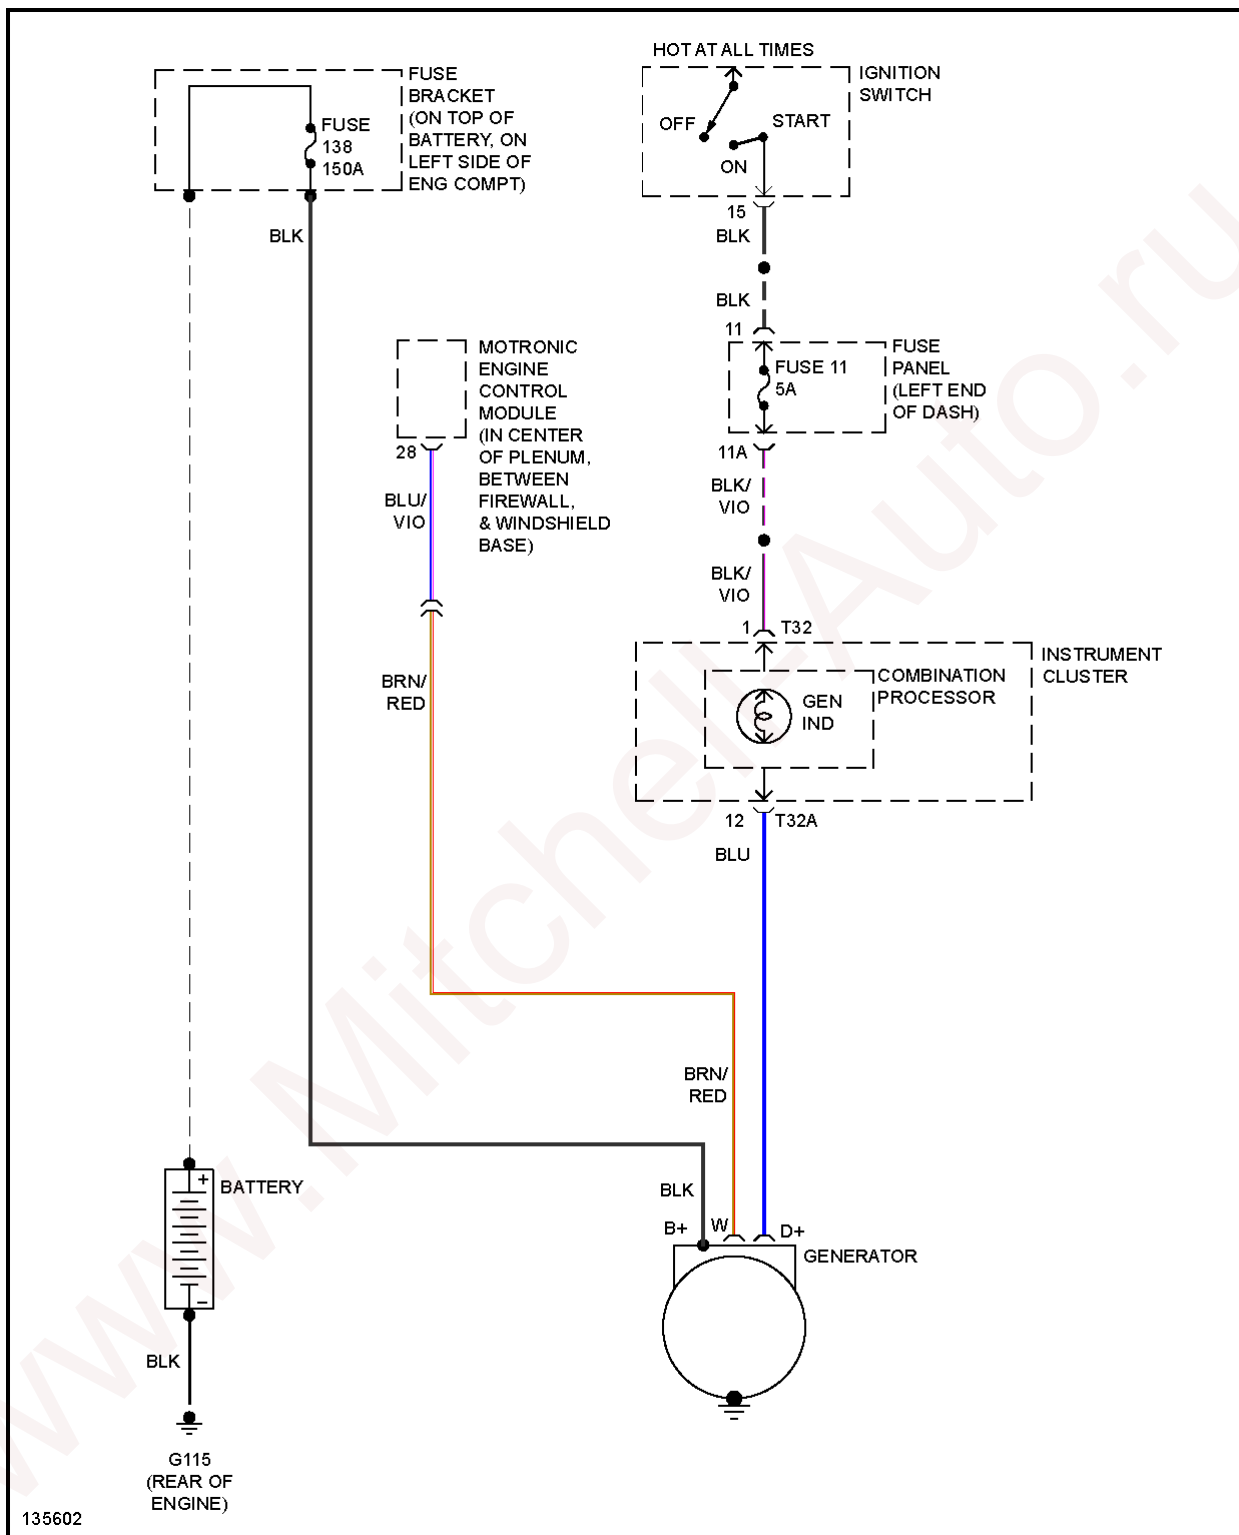 HOT AT ALL TIMES
FUSE
BRACKET
(ON TOP OF
BATTERY, ON
LEFT SIDE OF
ENG COMPT)
FUSE
138
150A
IGNITION
SWITCH
OFF
START
ON
15
BLK
BLK
BLK
11
MOTRONIC
ENGINE
CONTROL
MODULE
(IN CENTER
OF PLENUM,
BETWEEN
FIREWALL,
& WINDSHIELD
BASE)
FUSE 11
5A
FUSE
PANEL
(LEFT END
OF DASH)
28
11A
BLU/
VIO
BLK/
VIO
BLK/
VIO
1 T32
INSTRUMENT
CLUSTER
COMBINATION
PROCESSOR
GEN
IND
BRN/
RED
12 T32A
BLU
BRN/
RED
+
BATTERY
–
BLK
B+
W
D+
GENERATOR
BLK
G115
(REAR OF
ENGINE)
135602
www.Mitchell-Auto.ru